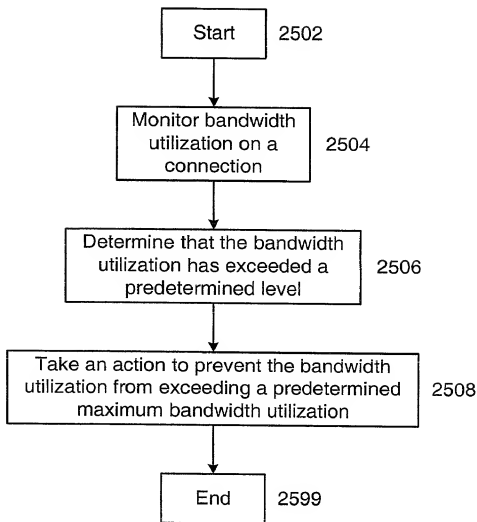 Start 2502
Monitor bandwidth
utilization on a 2504
connection
Determine that the bandwidth
utilization has exceeded a 2506
predetermined level
Take an action to prevent the bandwidth
utilization from exceeding a predetermined 2508
maximum bandwidth utilization
End 2599